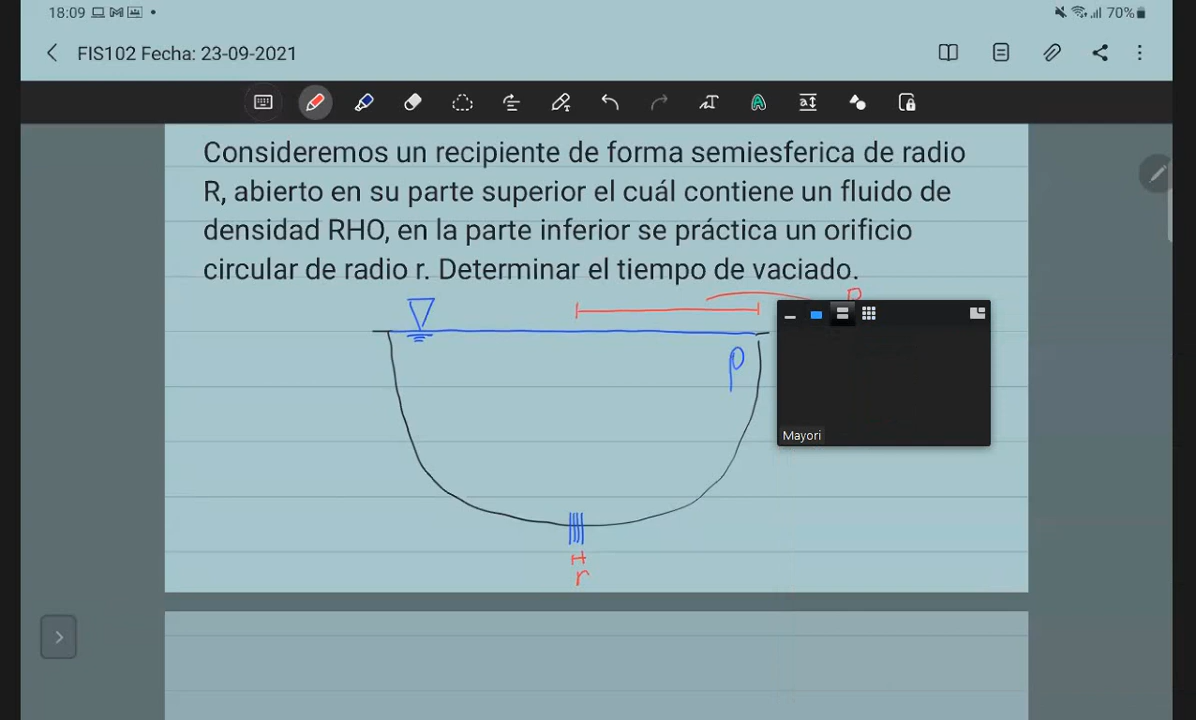 18:09
70%
FIS102 Fecha: 23-09-2021
Consideremos un recipiente de forma semiesferica de radio
R, abierto en su parte superior el cuál contiene un fluido de
densidad RHO, en la parte inferior se práctica un orificio
circular de radio r. Determinar el tiempo de vaciado.
ρ
Mayori
r